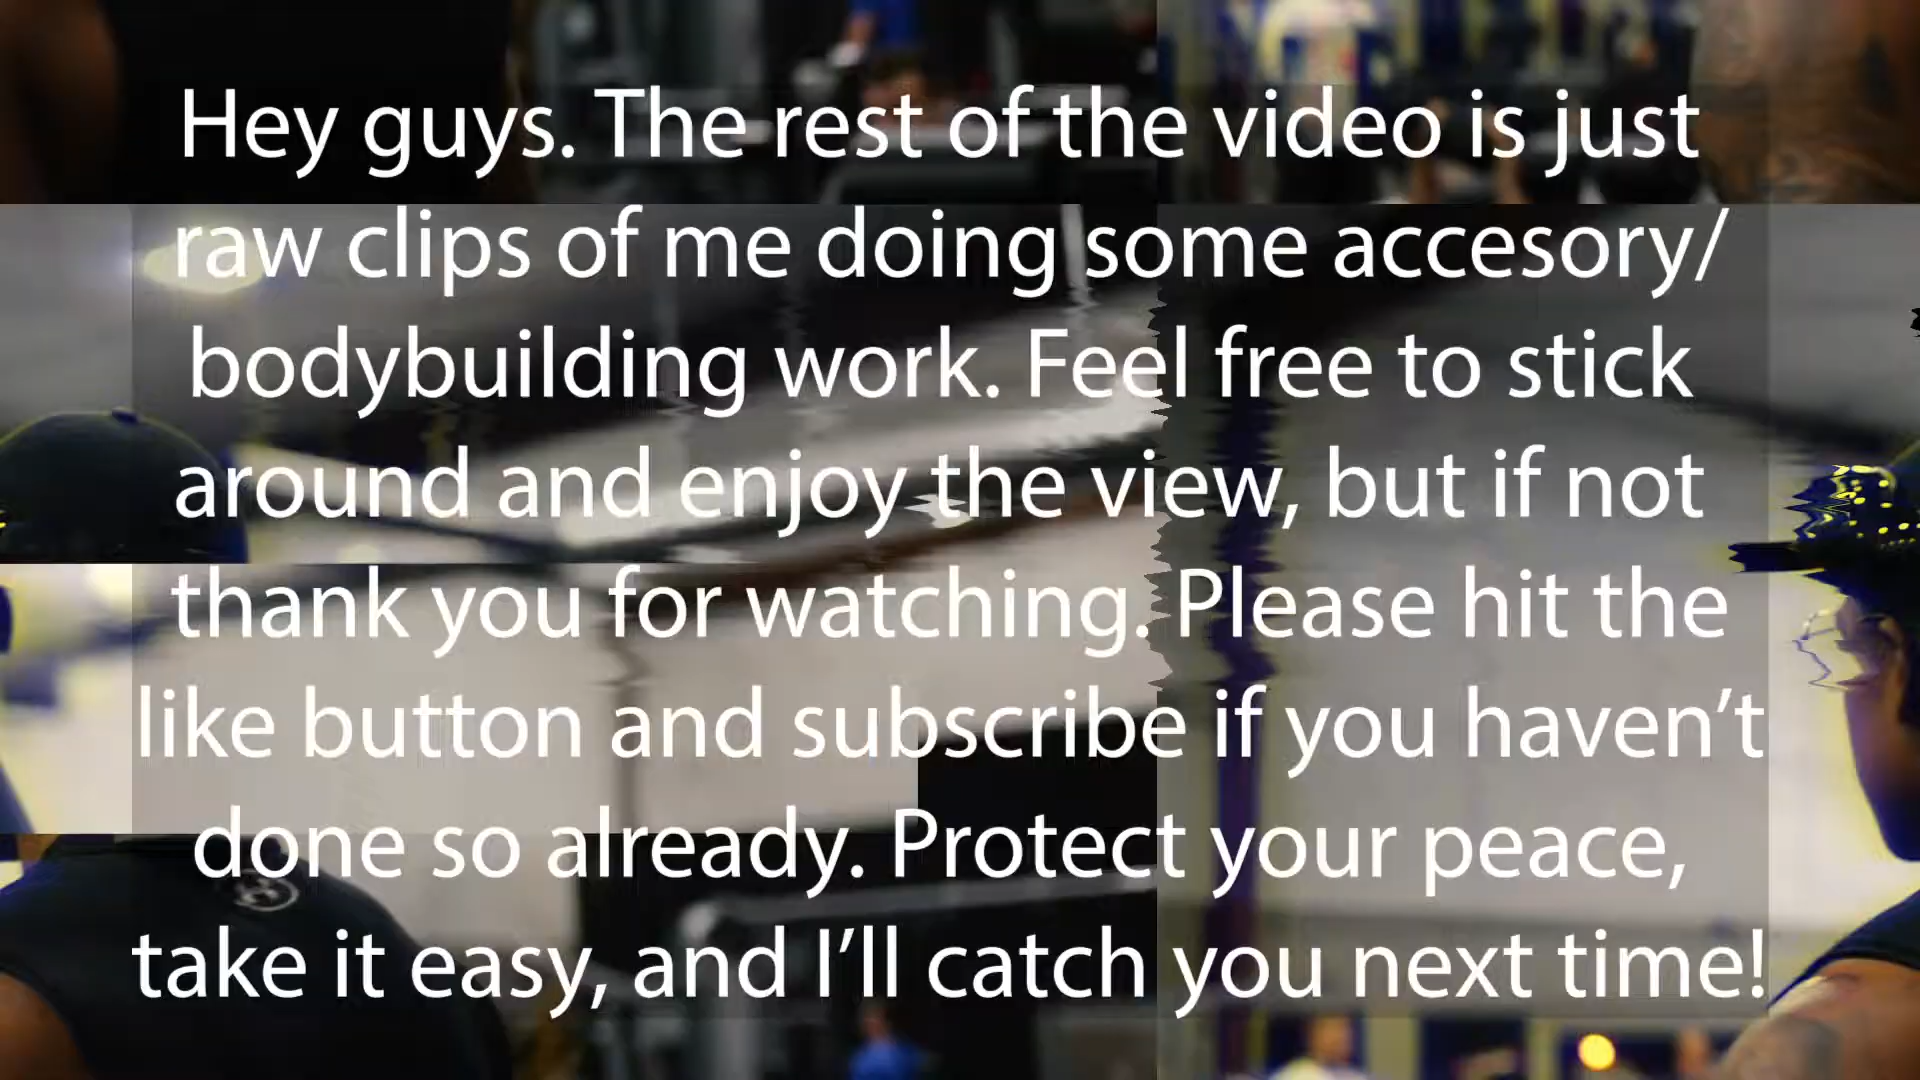 Hey guys. The rest of the video is just
raw clips of me doing some accesory/
bodybuilding work. Feel free to stick
around and enjoy the view, but if not
thank you for watching. Please hit the
like button and subscribe if you haven’t
done so already. Protect your peace,
take it easy, and I’ll catch you next time!